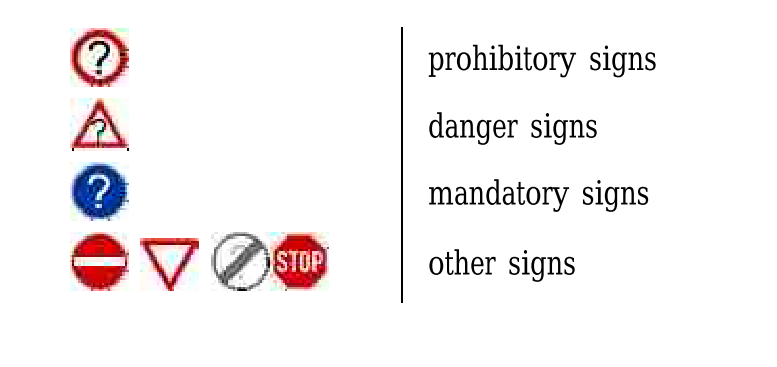 ? prohibitory signs
? danger signs
? mandatory signs
STOP other signs